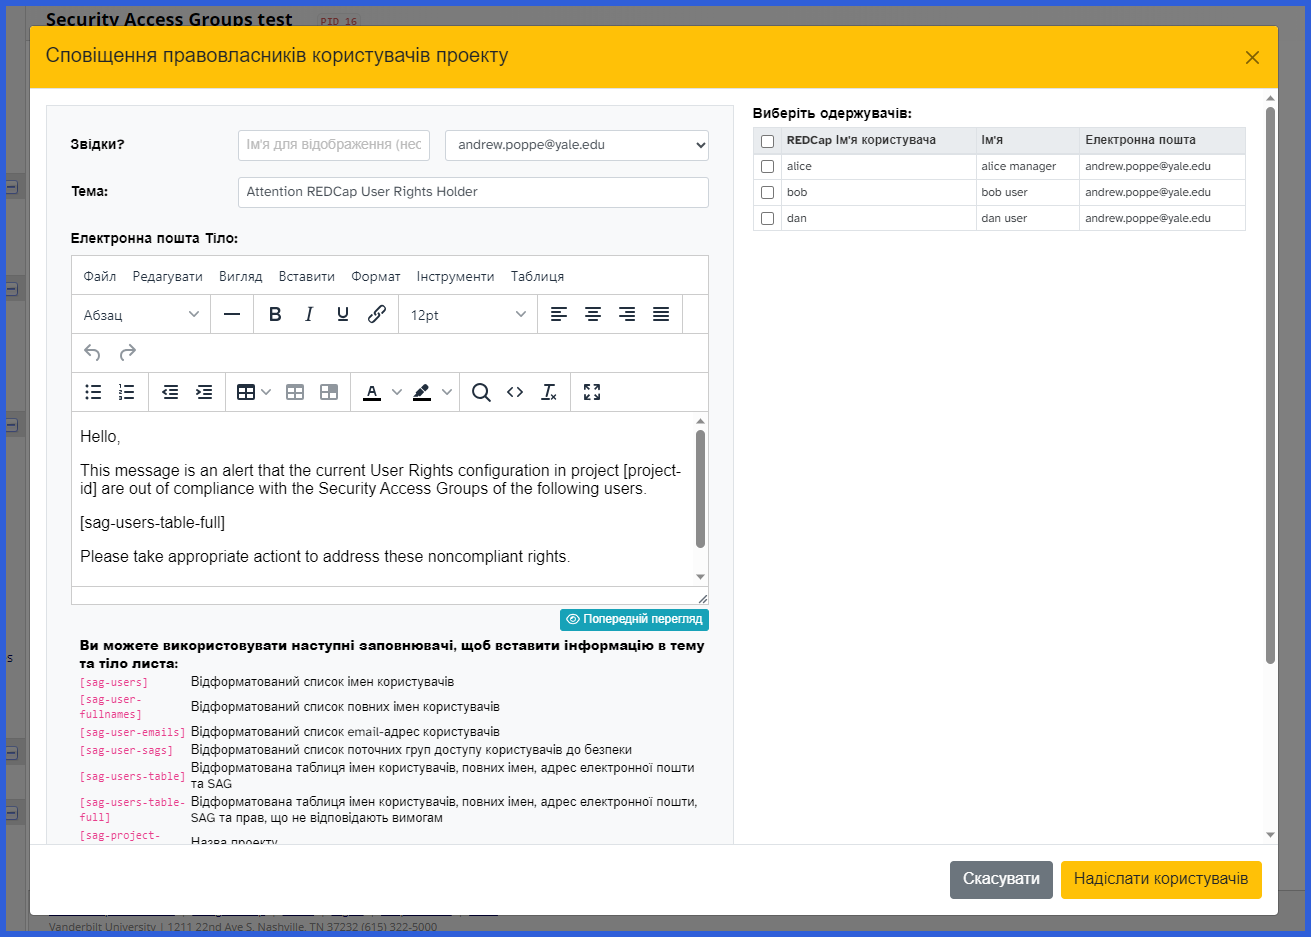 Security Access Groups test PID 16
Сповіщення правовласників користувачів проекту
Звідки? Ім'я для відображення (нес andrew.poppe@yale.edu
Тема: Attention REDCap User Rights Holder
Електронна пошта Тіло:
Файл Редагувати Вигляд Вставити Формат Інструменти Таблиця
Абзац B I U 12pt
A
Hello,
This message is an alert that the current User Rights configuration in project [project-
id] are out of compliance with the Security Access Groups of the following users.
[sag-users-table-full]
Please take appropriate actiont to address these noncompliant rights.
Попередній перегляд
Ви можете використовувати наступні заповнювачі, щоб вставити інформацію в тему
та тіло листа:
[sag-users] Відформатований список імен користувачів
[sag-user-
fullnames] Відформатований список повних імен користувачів
[sag-user-emails] Відформатований список email-адрес користувачів
[sag-user-sags] Відформатований список поточних груп доступу користувачів до безпеки
[sag-users-table] Відформатована таблиця імен користувачів, повних імен, адрес електронної пошти
та SAG
[sag-users-table- Відформатована таблиця імен користувачів, повних імен, адрес електронної пошти,
full] SAG та прав, що не відповідають вимогам
[sag-project- Назва проекту
Виберіть одержувачів:
REDCap Ім'я користувача Ім'я Електронна пошта
alice alice manager andrew.poppe@yale.edu
bob bob user andrew.poppe@yale.edu
dan dan user andrew.poppe@yale.edu
Скасувати Надіслати користувачів
Vanderbilt University | 1211 22nd Ave S, Nashville, TN 37232 (615) 322-5000